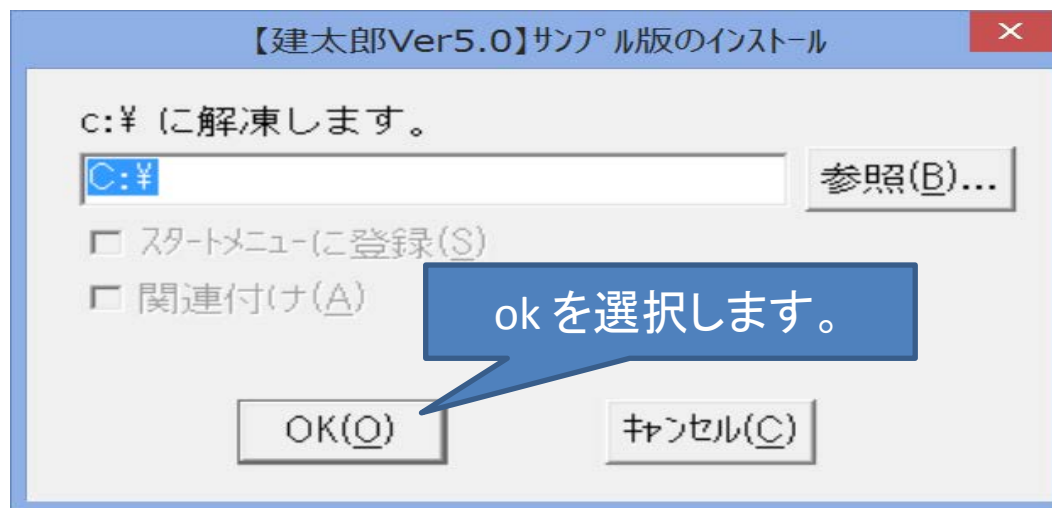 【建太郎Ver5.0】ｻﾝﾌﾟﾙ版のｲﾝｽﾄｰﾙ
c:¥ に解凍します。
C:¥
参照(B)...
ｽﾀｰﾄﾒﾆｭｰに登録(S)
関連付け(A)
ok を選択します。
OK(O)
ｷｬﾝｾﾙ(C)